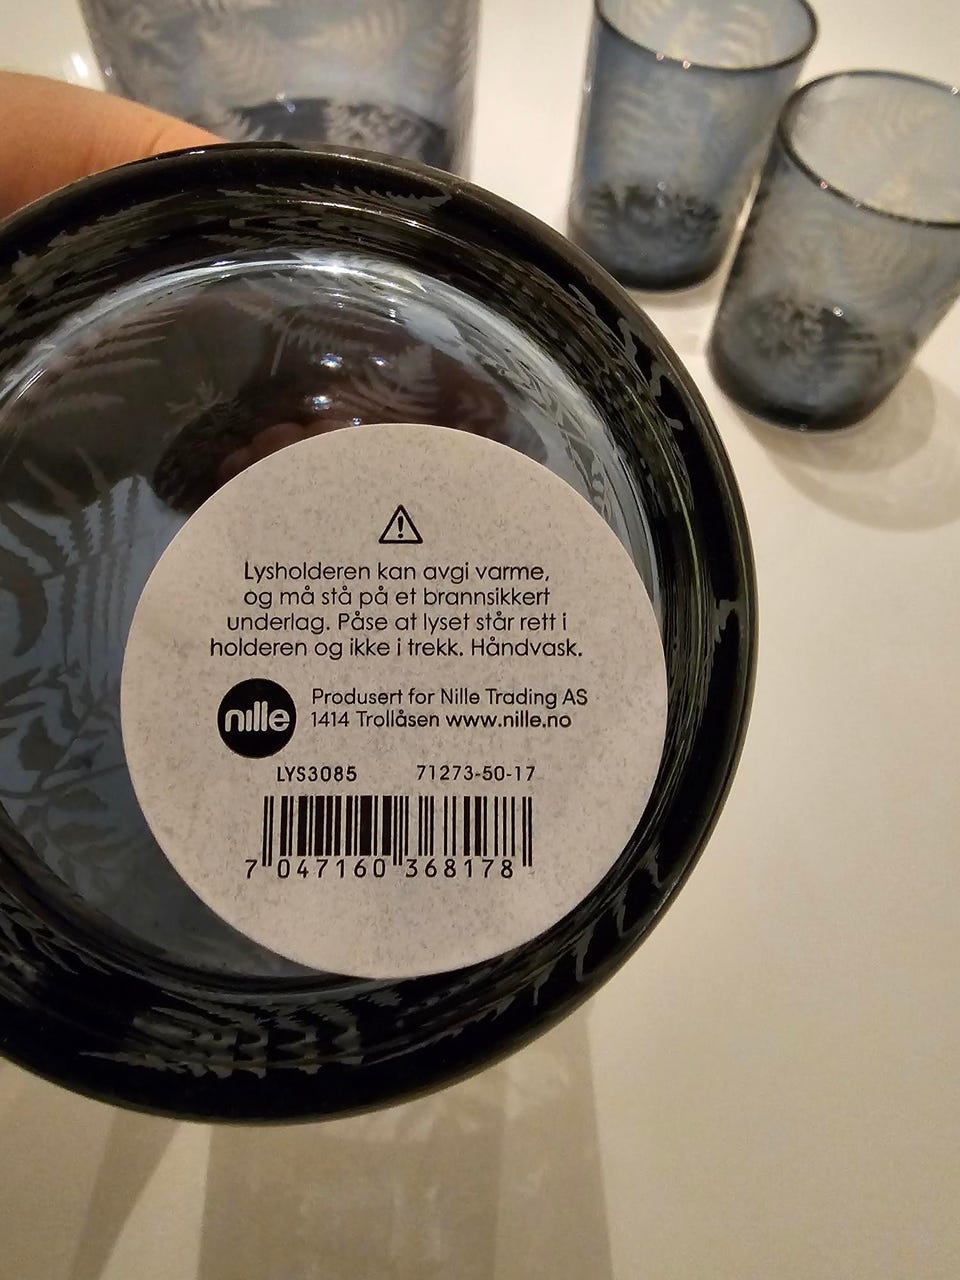 Lysholderen kan avgi varme,
og må stå på et brannsikkert
underlag. Påse at lyset står rett i
holderen og ikke i trekk. Håndvask.
nille
Produsert for Nille Trading AS
1414 Trollåsen www.nille.no
LYS3085 71273-50-17
7 047160 368178